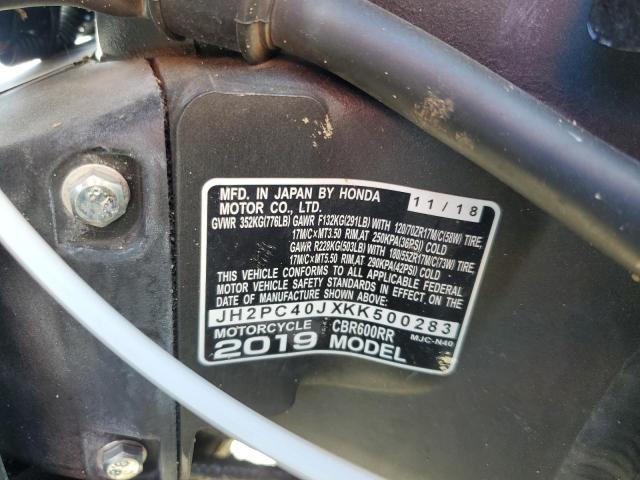 MFD. IN JAPAN BY HONDA
MOTOR CO., LTD.
11/18
GVWR 352KG(776LB) GAWR F132KG(291LB) WITH 120/70ZR17M/C(58W) TIRE,
17M/C×MT3.50 RIM,AT 250KPA(36PSI) COLD
GAWR R228KG(503LB) WITH 180/55ZR17M/C(73W) TIRE,
17M/C×MT5.50 RIM,AT 290KPA(42PSI) COLD
THIS VEHICLE CONFORMS TO ALL APPLICABLE FEDERAL
MOTOR VEHICLE SAFETY STANDARDS IN EFFECT ON
THE DATE OF MANUFACTURE SHOWN ABOVE.
JH2PC40JXKK500283
MOTORCYCLE CBR600RR MJC-N40
2019 MODEL